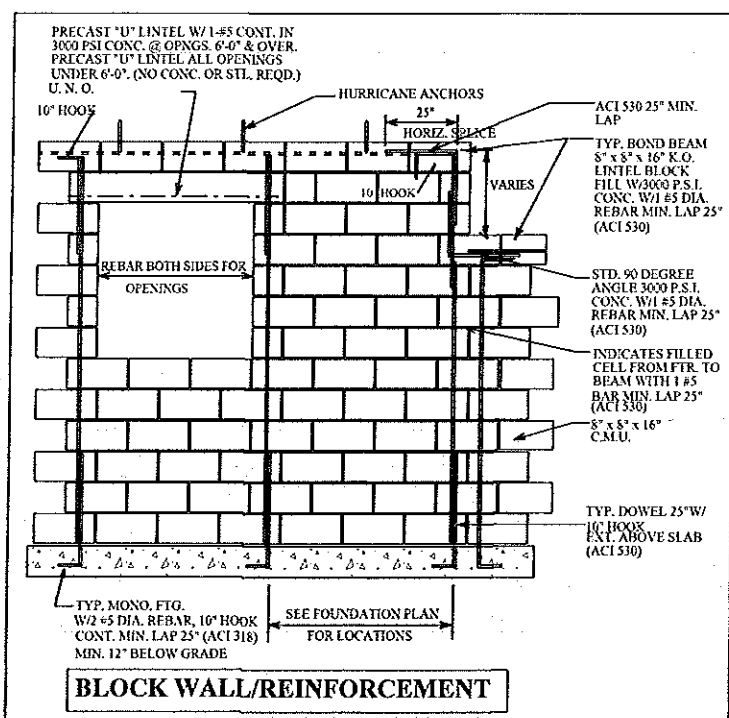 PRECAST "U" LINTEL W/ 1-#5 CONT. IN
3000 PSI CONC. @ OPNGS. 6'-0" & OVER.
PRECAST "U" LINTEL ALL OPENINGS
UNDER 6'-0". (NO CONC. OR STL. REQD.)
U. N. O.
10" HOOK
HURRICANE ANCHORS
25"
HORIZ. SPLICE
ACI 530 25" MIN.
LAP
TYP. BOND BEAM
8" x 8" x 16" K.O.
LINTEL BLOCK
FILL W/3000 P.S.I.
CONC. W/1 #5 DIA.
REBAR MIN. LAP 25"
(ACI 530)
VARIES
10" HOOK
REBAR BOTH SIDES FOR
OPENINGS
STD. 90 DEGREE
ANGLE 3000 P.S.I.
CONC. W/1 #5 DIA.
REBAR MIN. LAP 25"
(ACI 530)
INDICATES FILLED
CELL FROM FTR. TO
BEAM WITH 1 #5
BAR MIN. LAP 25"
(ACI 530)
8" x 8" x 16"
C.M.U.
TYP. DOWEL 25" W/
10" HOOK
EXT. ABOVE SLAB
(ACI 530)
TYP. MONO. FTG.
W/2 #5 DIA. REBAR, 10" HOOK
CONT. MIN. LAP 25" (ACI 318)
MIN. 12" BELOW GRADE
SEE FOUNDATION PLAN
FOR LOCATIONS
BLOCK WALL/REINFORCEMENT